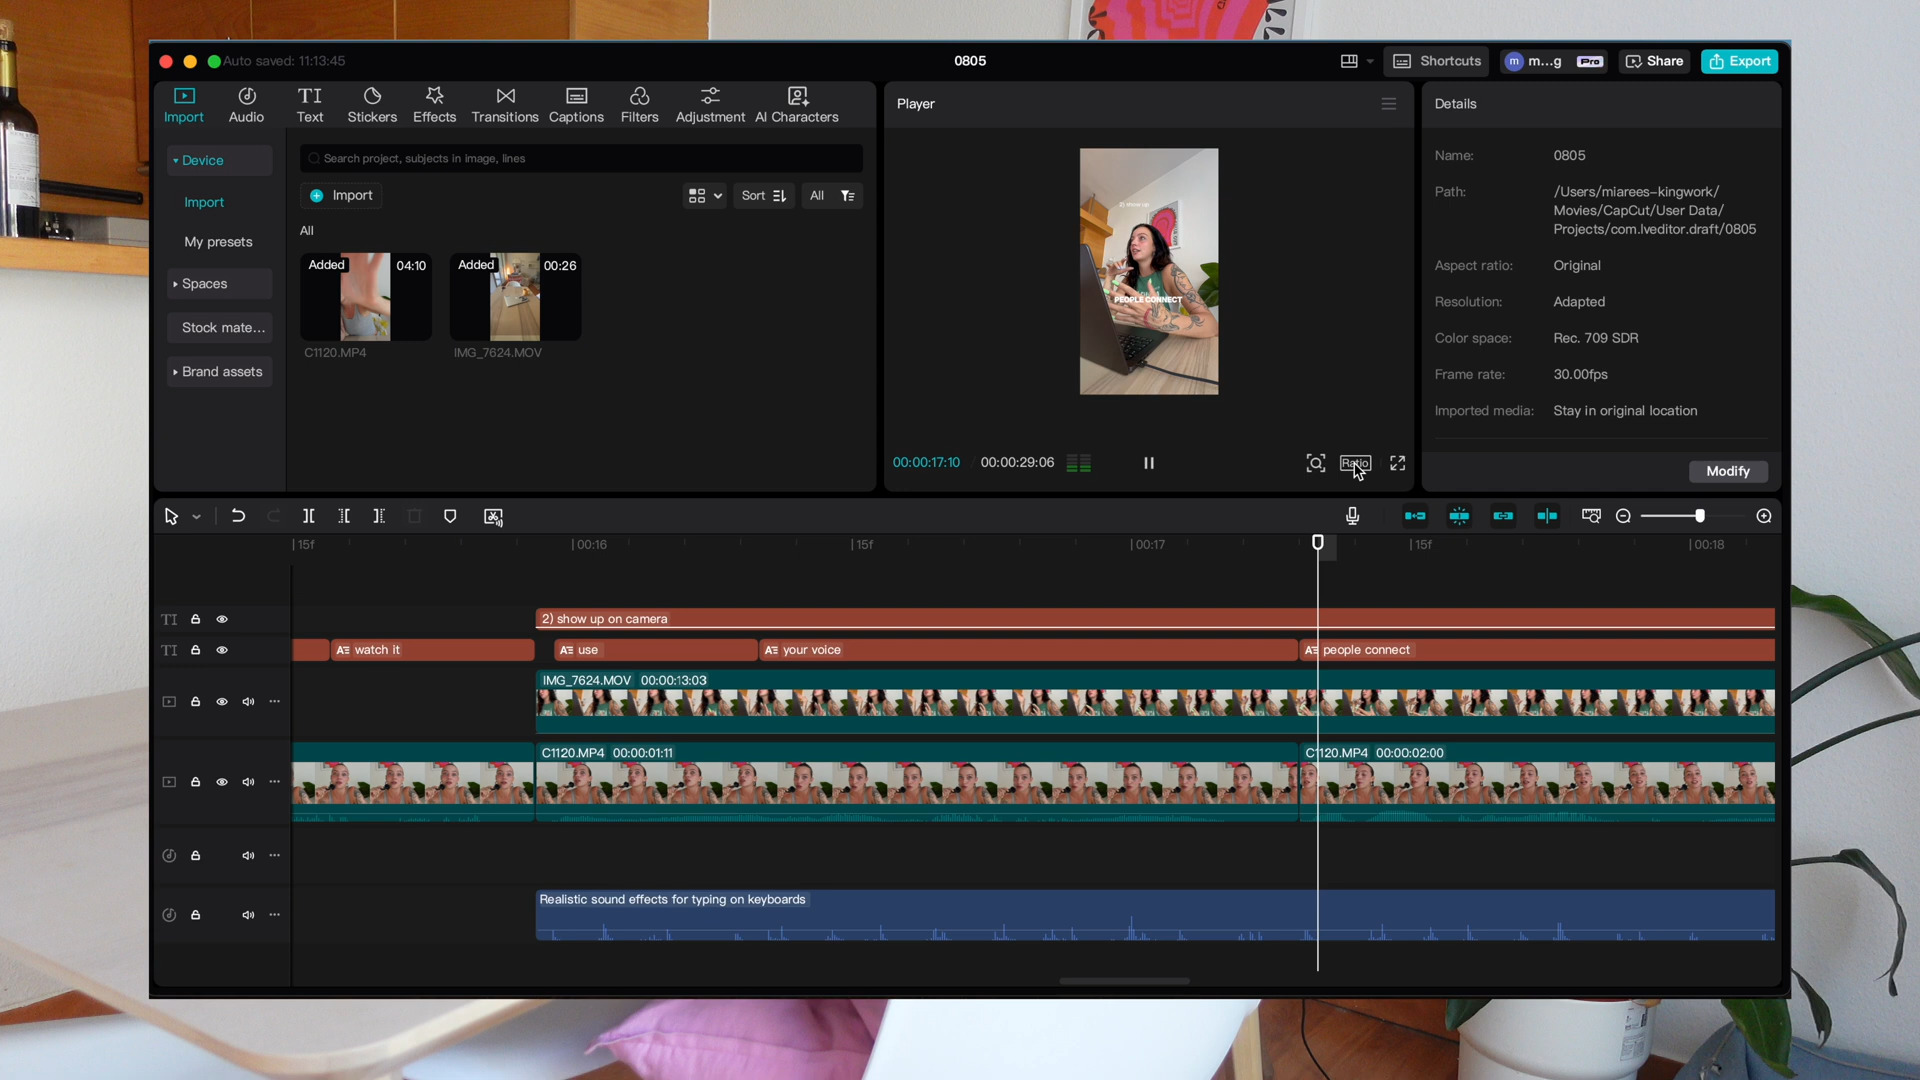 Auto saved: 11:13:45
0805
Shortcuts
m
m...g
Pro
Share
Export
Import
Audio
Text
Stickers
Effects
Transitions
Captions
Filters
Adjustment
AI Characters
Device
Import
My presets
Spaces
Stock mate...
Brand assets
Search project, subjects in image, lines
Import
Sort
All
All
Added 04:10
C1120.MP4
Added 00:26
IMG_7624.MOV
Player
2) show up
PEOPLE CONNECT
00:00:17:10
00:00:29:06
Ratio
Details
Name: 0805
Path: /Users/miarees-kingwork/
Movies/CapCut/User Data/
Projects/com.lveditor.draft/0805
Aspect ratio: Original
Resolution: Adapted
Color space: Rec. 709 SDR
Frame rate: 30.00fps
Imported media: Stay in original location
Modify
15f
00:16
15f
00:17
15f
00:18
TI
2) show up on camera
TI
watch it
use
your voice
people connect
IMG_7624.MOV 00:00:13:03
C1120.MP4 00:00:01:11
C1120.MP4 00:00:02:00
Realistic sound effects for typing on keyboards